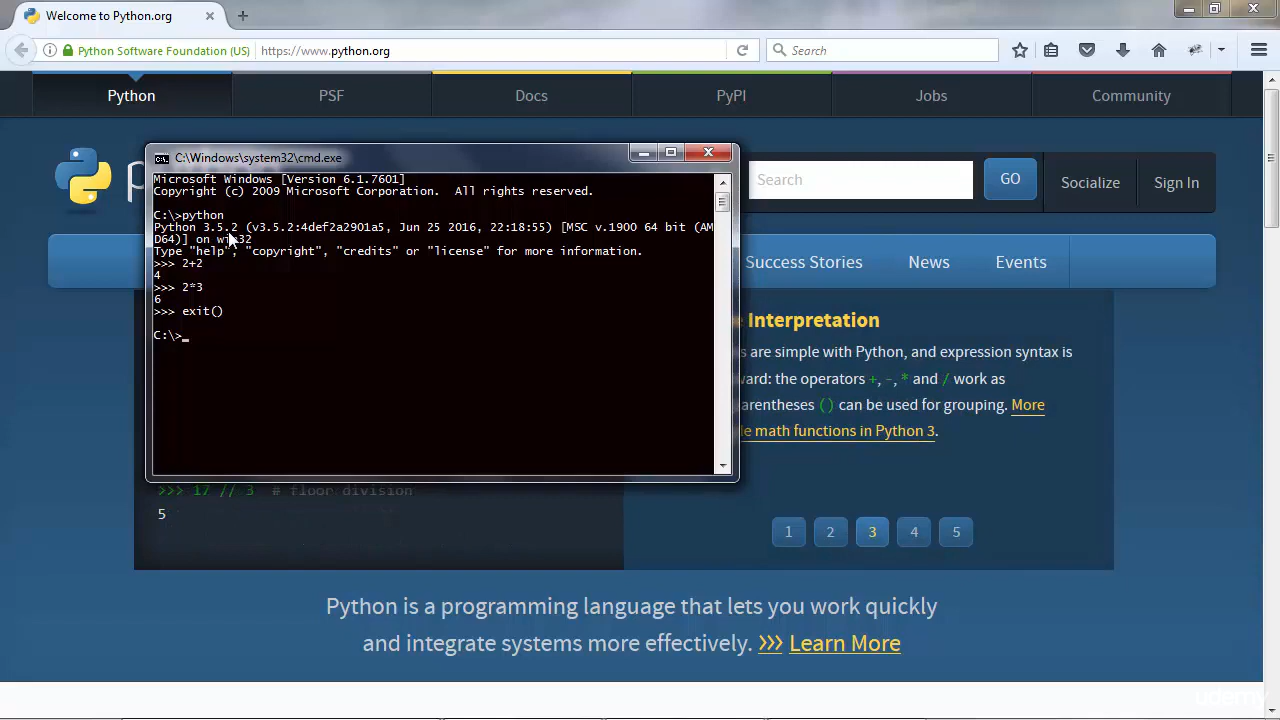 Welcome to Python.org
Python Software Foundation (US)
https://www.python.org
Search
Python
PSF
Docs
PyPI
Jobs
Community
p
Search
GO
Socialize
Sign In
Success Stories
News
Events
C:\Windows\system32\cmd.exe
Microsoft Windows [Version 6.1.7601]
Copyright (c) 2009 Microsoft Corporation.  All rights reserved.
C:\>python
Python 3.5.2 (v3.5.2:4def2a2901a5, Jun 25 2016, 22:18:55) [MSC v.1900 64 bit (AM
D64)] on win32
Type "help", "copyright", "credits" or "license" for more information.
>>> 2+2
4
>>> 2*3
6
>>> exit()
C:\>_
>>> 17 // 3  # floor division
5
Interpretation
are simple with Python, and expression syntax is
ward: the operators +, -, * and / work as
arentheses () can be used for grouping. More
math functions in Python 3.
1 2 3 4 5
Python is a programming language that lets you work quickly
and integrate systems more effectively. >>> Learn More
udemy